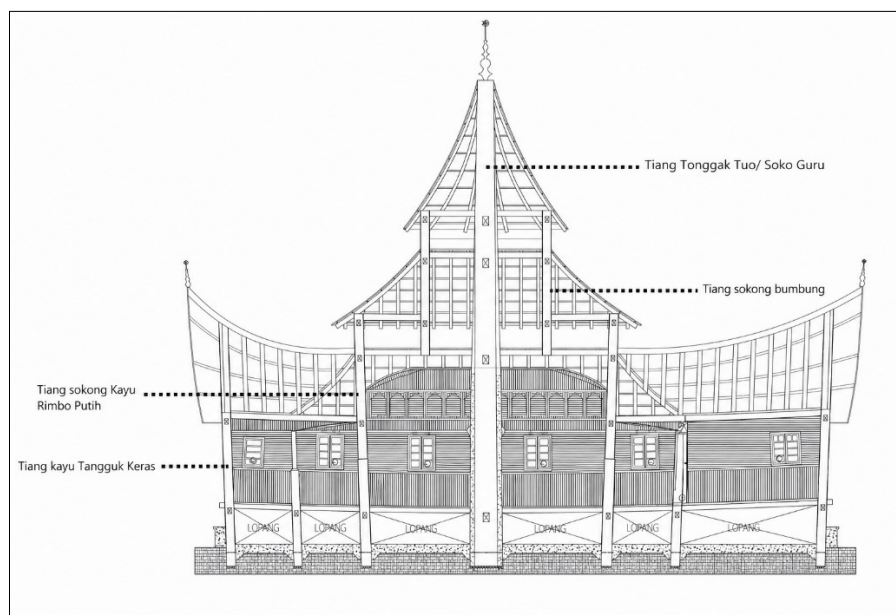 Tiang Tonggak Tuo/ Soko Guru
Tiang sokong bumbung
Tiang sokong Kayu
Rimbo Putih
Tiang kayu Tangguk Keras
LOPANG
LOPANG
LOPANG
LOPANG
LOPANG
LOPANG